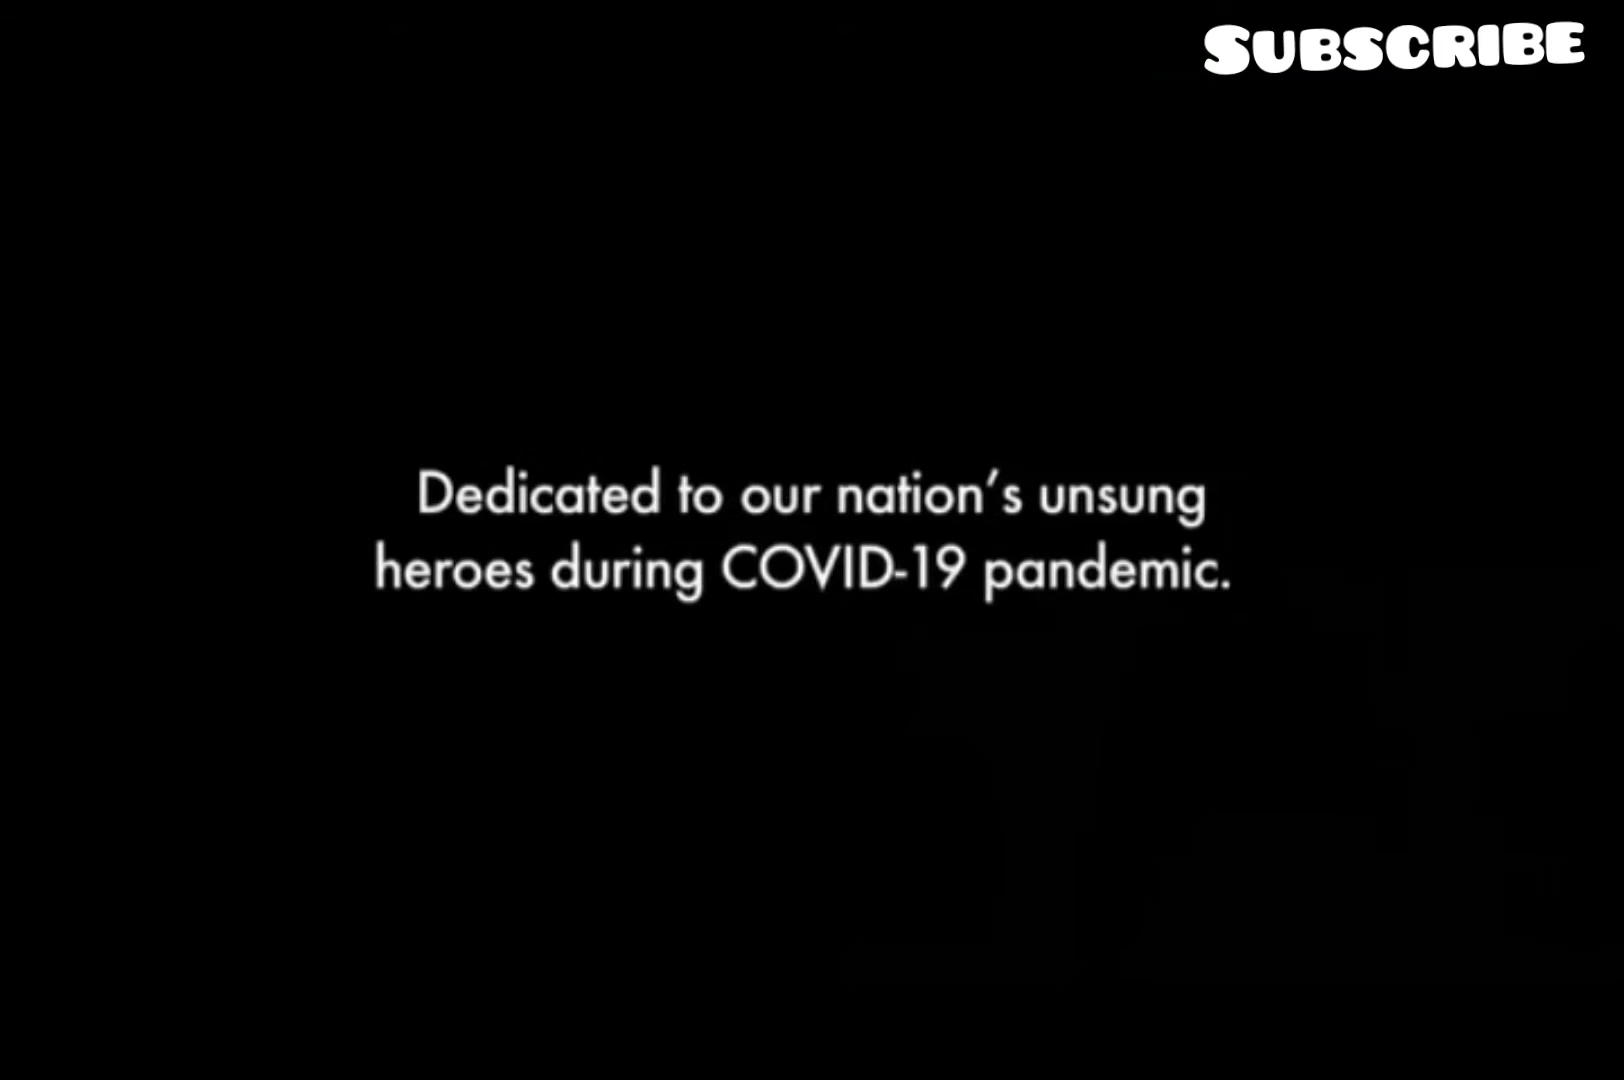 SUBSCRIBE
Dedicated to our nation’s unsung
heroes during COVID-19 pandemic.